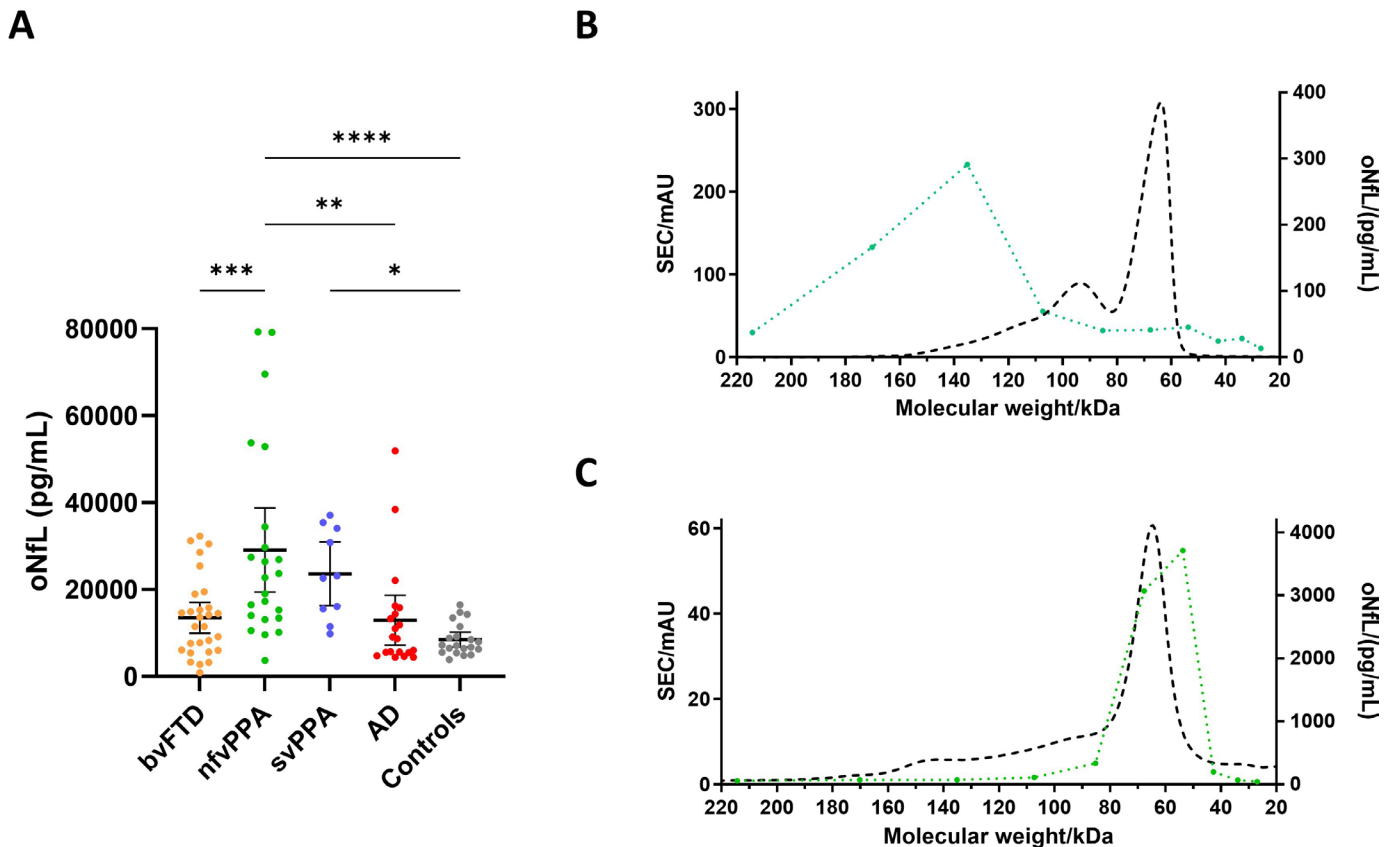 A
****
**
***
*
80000
60000
40000
20000
0
oNfL (pg/mL)
bvFTD
nfvPPA
svPPA
AD
Controls
B
300
200
100
0
SEC/mAU
400
300
200
100
0
oNfL/(pg/mL)
220 200 180 160 140 120 100 80 60 40 20
Molecular weight/kDa
C
60
40
20
0
SEC/mAU
4000
3000
2000
1000
0
oNfL/(pg/mL)
220 200 180 160 140 120 100 80 60 40 20
Molecular weight/kDa